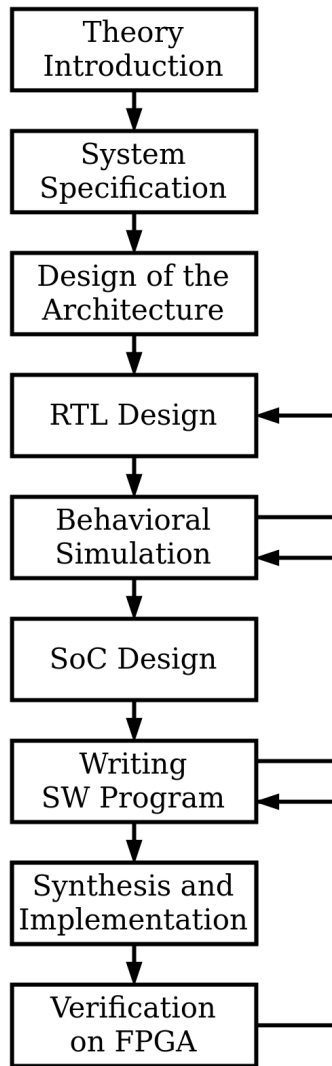 Theory
Introduction
System
Specification
Design of the
Architecture
RTL Design
Behavioral
Simulation
SoC Design
Writing
SW Program
Synthesis and
Implementation
Verification
on FPGA